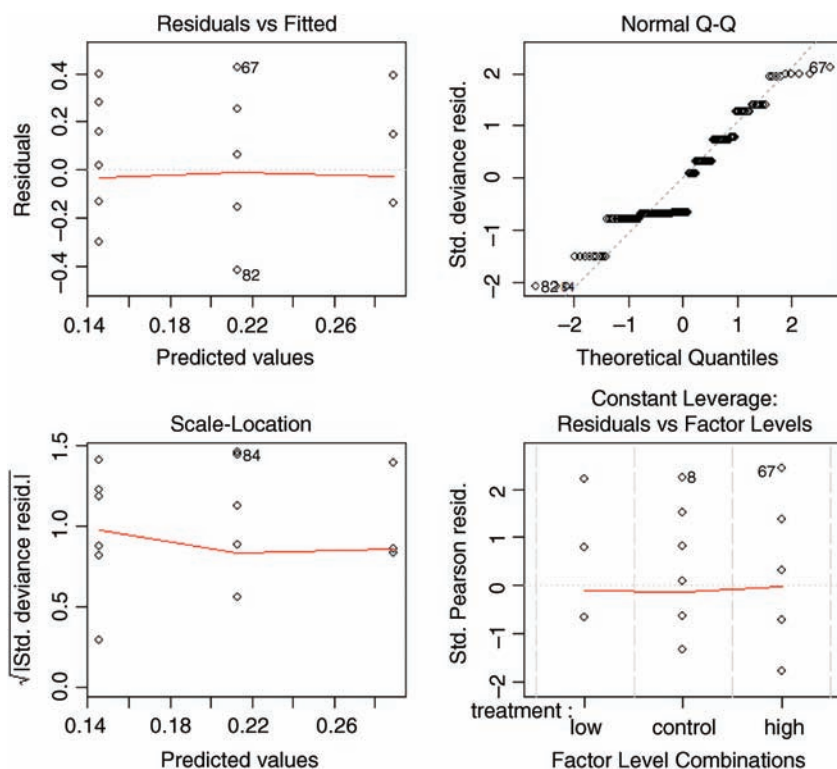 Residuals vs Fitted
0.4
0.2
0.0
−0.2
−0.4
Residuals
67
82
0.14 0.18 0.22 0.26
Predicted values
Normal Q-Q
2
1
0
−1
−2
Std. deviance resid.
67
82
−2 −1 0 1 2
Theoretical Quantiles
Scale-Location
1.5
1.0
0.5
0.0
√|Std. deviance resid.|
84
0.14 0.18 0.22 0.26
Predicted values
Constant Leverage:
Residuals vs Factor Levels
2
1
0
−1
−2
Std. Pearson resid.
8
67
treatment :
low control high
Factor Level Combinations